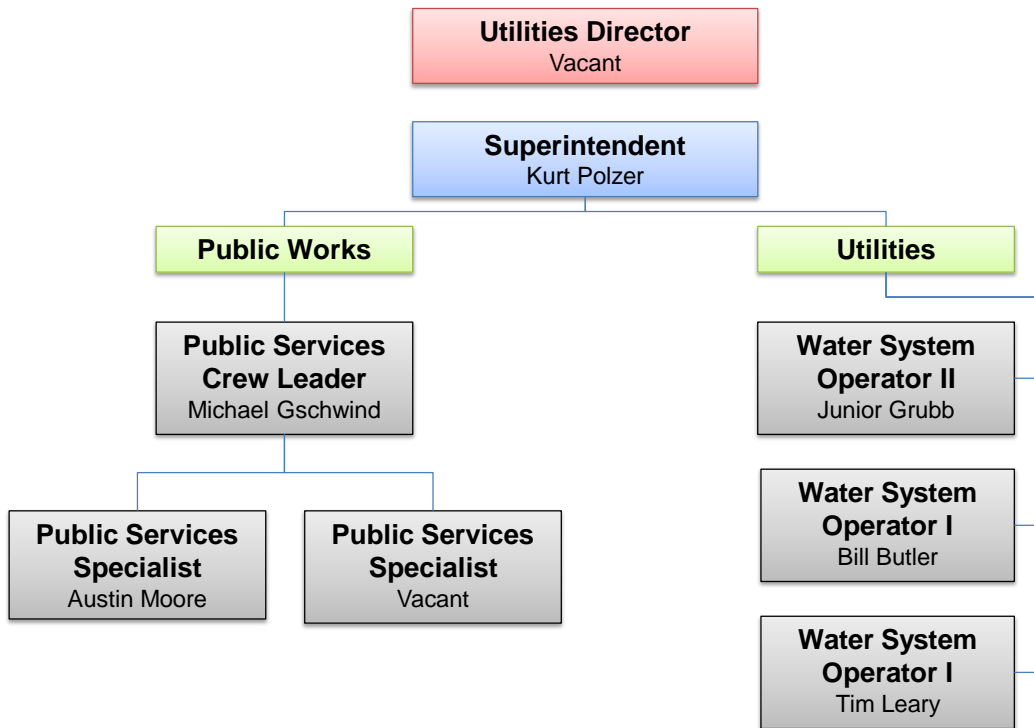 Utilities Director
Vacant
Superintendent
Kurt Polzer
Public Works
Utilities
Public Services
Crew Leader
Michael Gschwind
Water System
Operator II
Junior Grubb
Public Services
Specialist
Austin Moore
Public Services
Specialist
Vacant
Water System
Operator I
Bill Butler
Water System
Operator I
Tim Leary